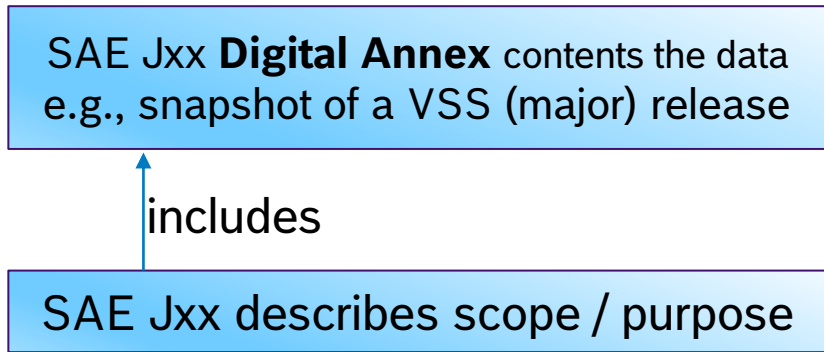 SAE Jxx Digital Annex contents the data
e.g., snapshot of a VSS (major) release
includes
SAE Jxx describes scope / purpose